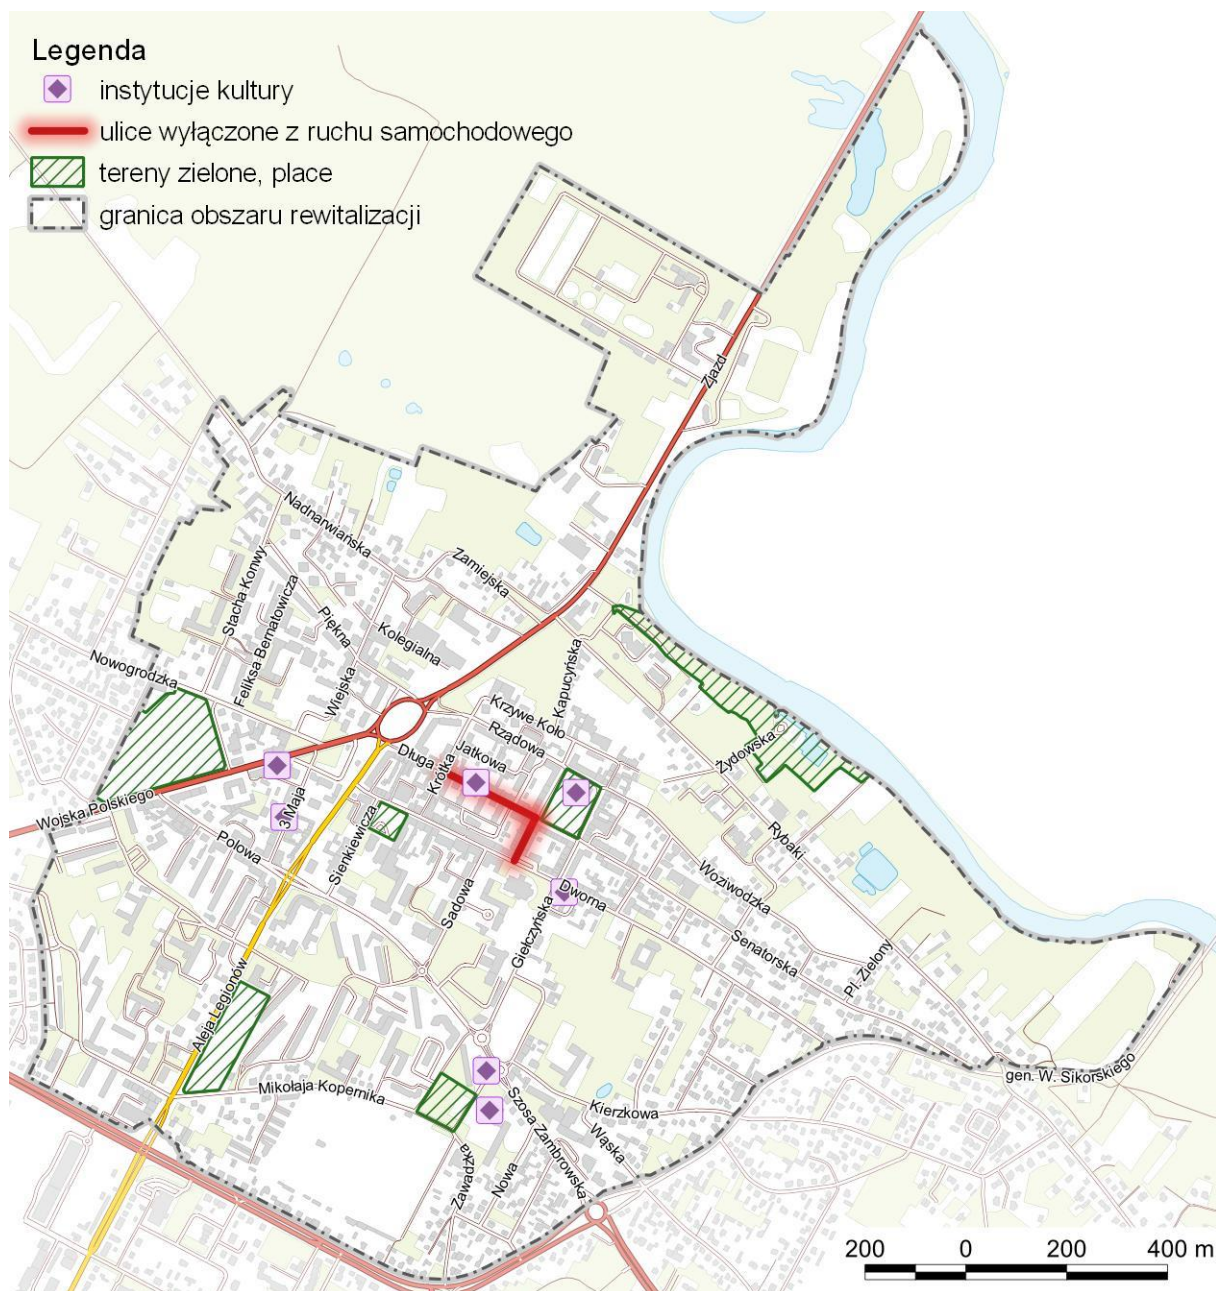 Legenda
instytucje kultury
ulice wyłączone z ruchu samochodowego
tereny zielone, place
granica obszaru rewitalizacji
Zjazd
Nadnarwiańska
Zamiejska
Stacha Konwy
Feliksa Bernatowicza
Piękna
Kolegialna
Wiejska
Nowogrodzka
Kapucyńska
Krzywe Koło
Rządowa
Jatkowa
Długa
Krótka
Żydowska
Wojska Polskiego
3 Maja
Polowa
Sienkiewicza
Rybaki
Sadowa
Dworna
Woziwodzka
Giełczyńska
Senatorska
Pl. Zielony
Aleja Legionów
gen. W. Sikorskiego
Mikołaja Kopernika
Szosa Zambrowska
Kierzkowa
Wąska
Zawadzka
Nowa
200 0 200 400 m